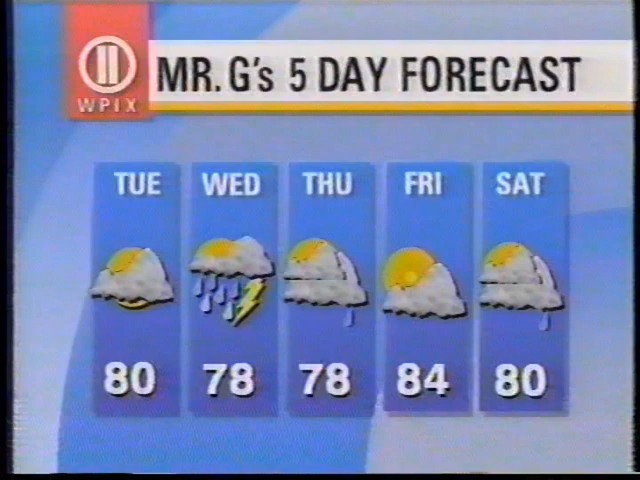 11
WPIX
MR. G's 5 DAY FORECAST
TUE WED THU FRI SAT
80 78 78 84 80